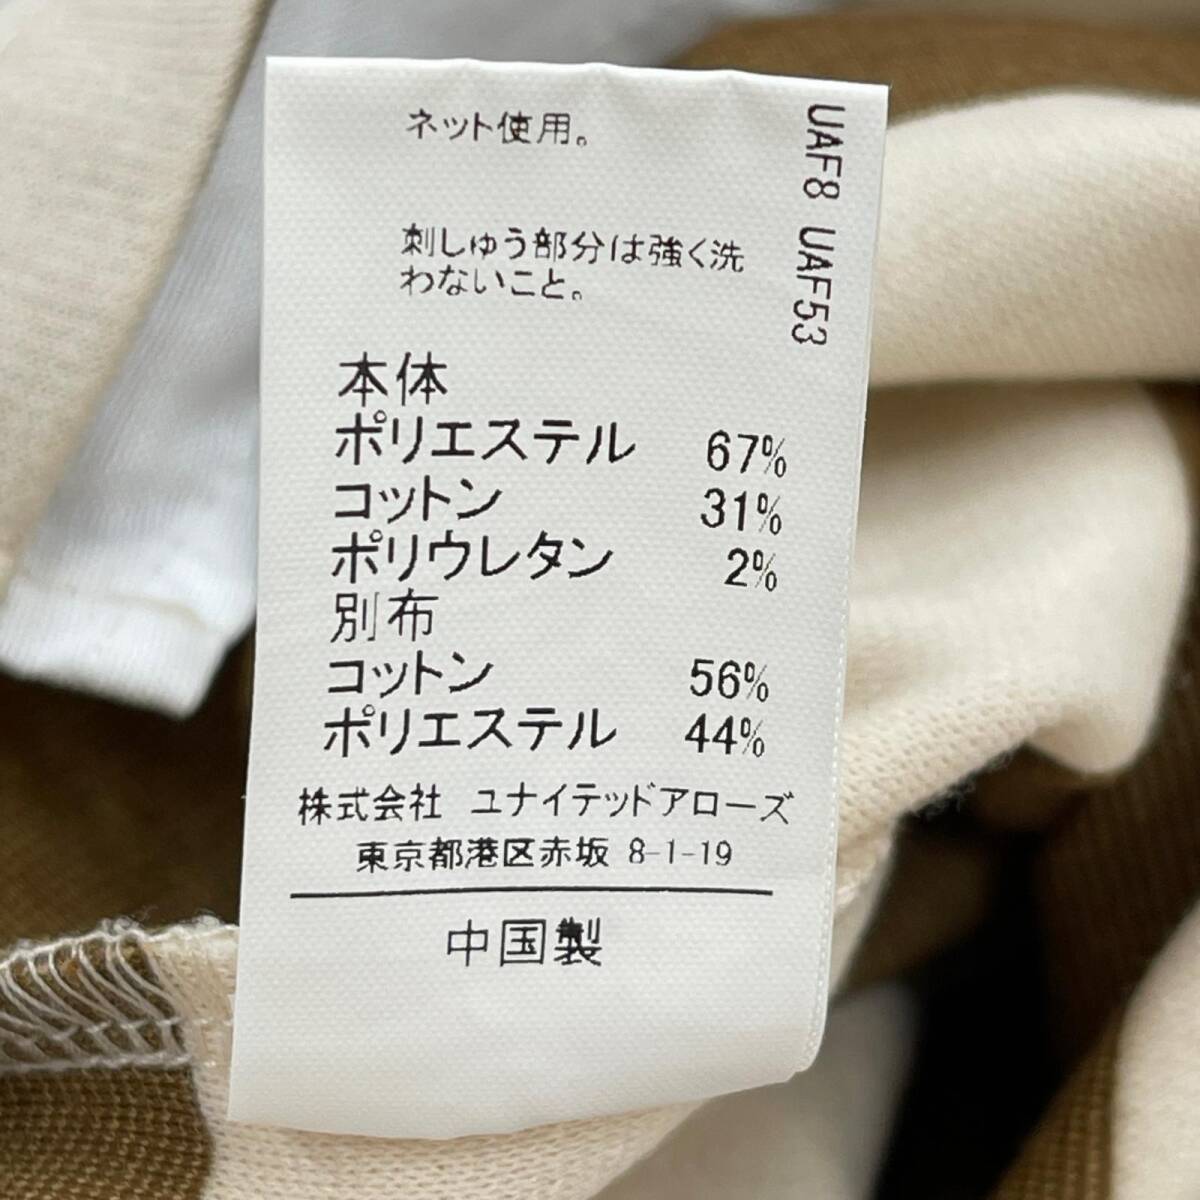 ネット使用。
刺しゅう部分は強く洗
わないこと。
本体
ポリエステル 67%
コットン 31%
ポリウレタン 2%
別布
コットン 56%
ポリエステル 44%
株式会社 ユナイテッドアローズ
東京都港区赤坂 8-1-19
中国製
UAF8 UAF53